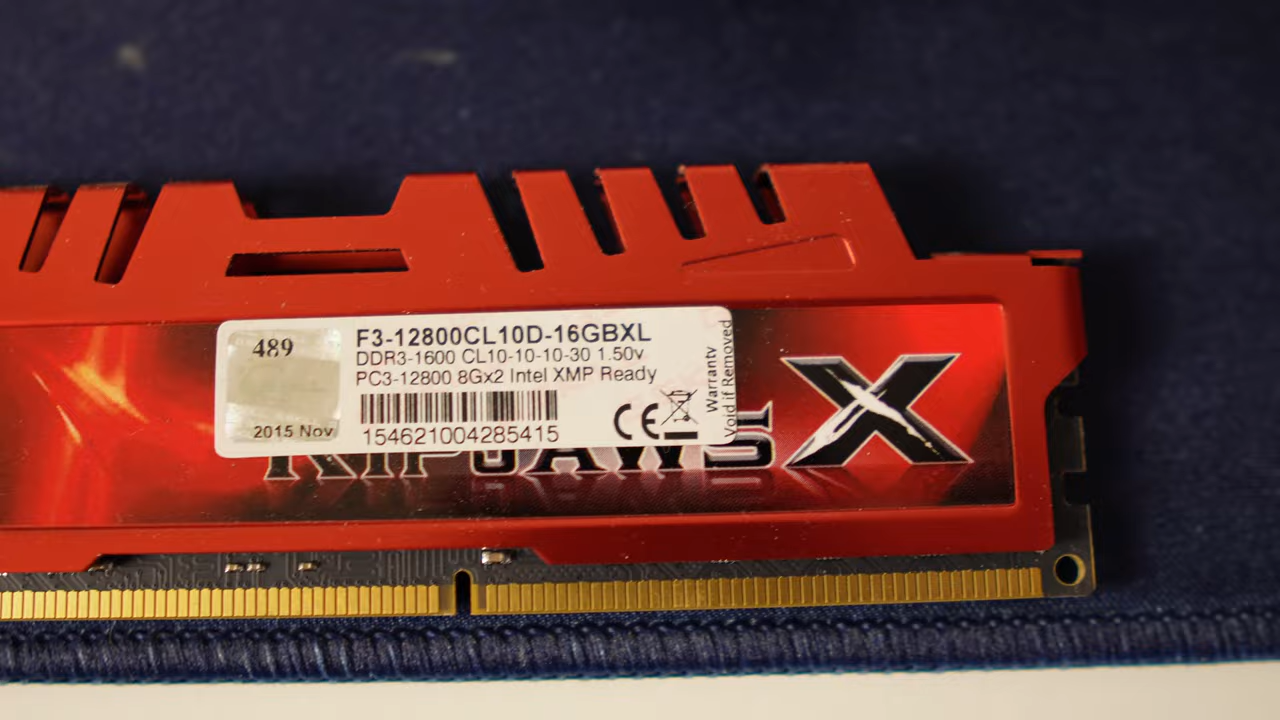 489
2015 Nov
F3-12800CL10D-16GBXL
DDR3-1600 CL10-10-10-30 1.50v
PC3-12800 8Gx2 Intel XMP Ready
154621004285415
CE
Warranty
Void if Removed
RIPJAWS X